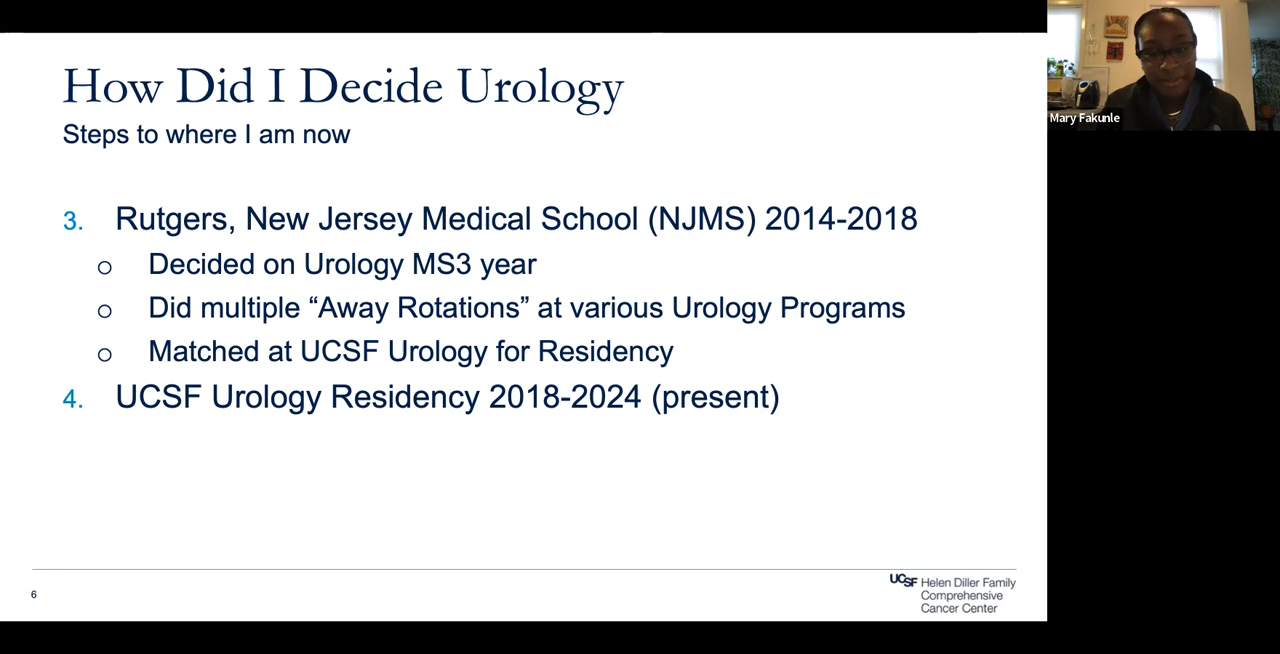 How Did I Decide Urology
Steps to where I am now
3. Rutgers, New Jersey Medical School (NJMS) 2014-2018
o Decided on Urology MS3 year
o Did multiple “Away Rotations” at various Urology Programs
o Matched at UCSF Urology for Residency
4. UCSF Urology Residency 2018-2024 (present)
6
UCSF Helen Diller Family
Comprehensive
Cancer Center
Mary Fakunle